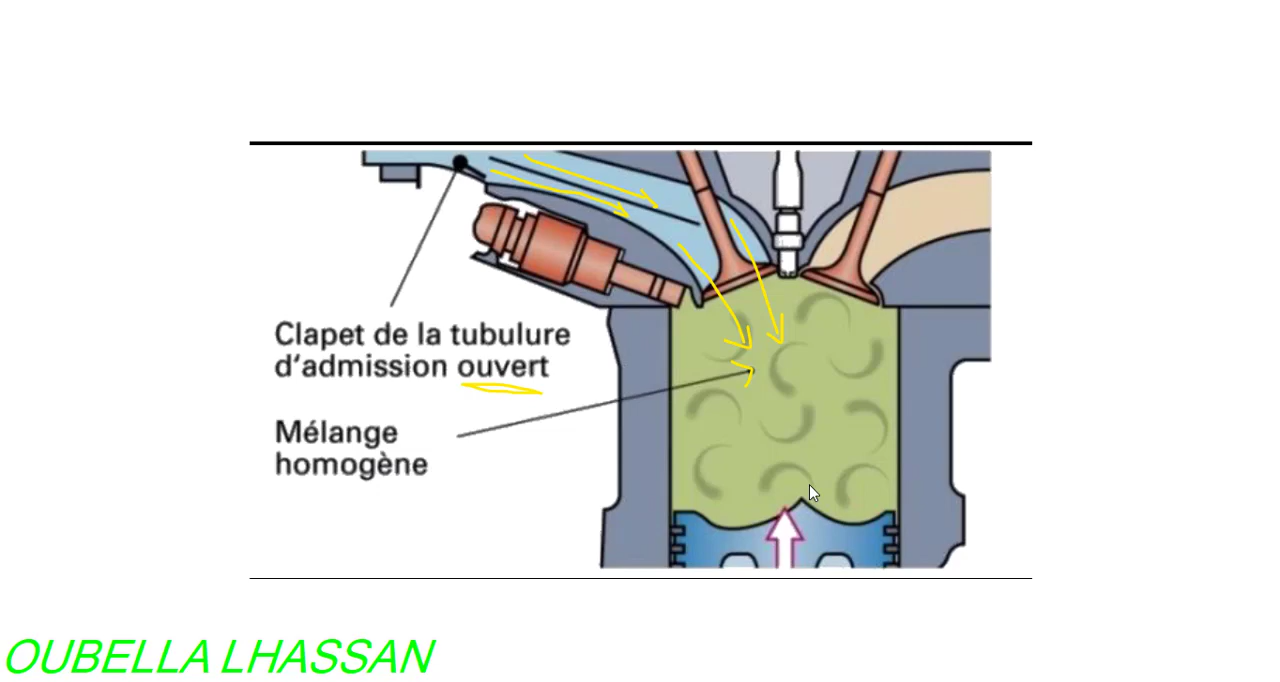 Clapet de la tubulure
d'admission ouvert
Mélange
homogène
OUBELLA LHASSAN